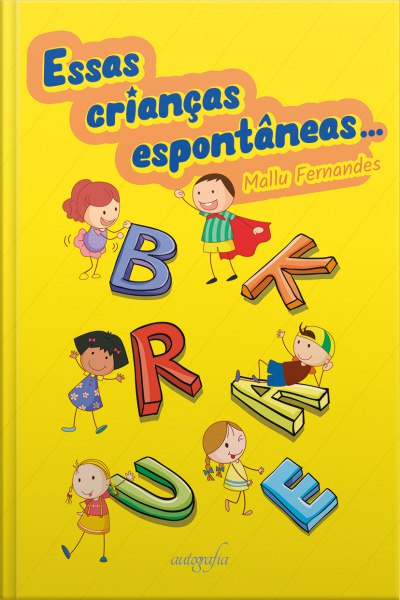 Essas
crianças
espontâneas...
Mallu Fernandes
B
K
R
A
U
E
autografia